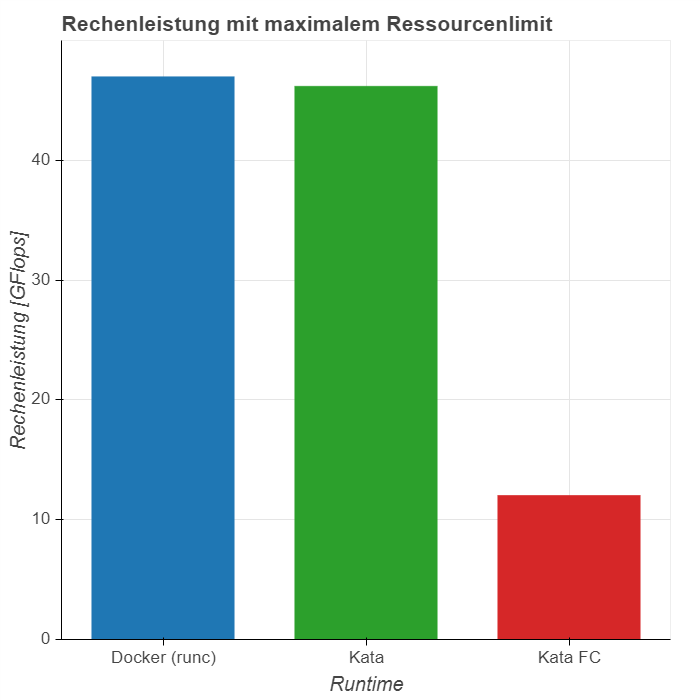 Rechenleistung mit maximalem Ressourcenlimit
Rechenleistung [GFlops]
40
30
20
10
0
Docker (runc)
Kata
Kata FC
Runtime